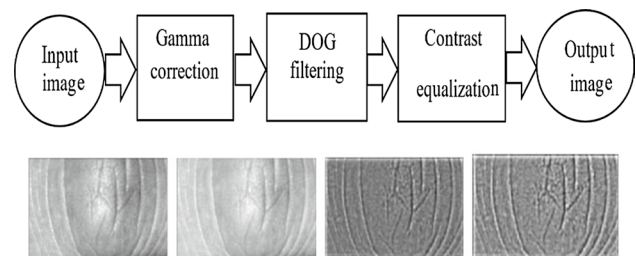 Input
image
Gamma
correction
DOG
filtering
Contrast
equalization
Output
image